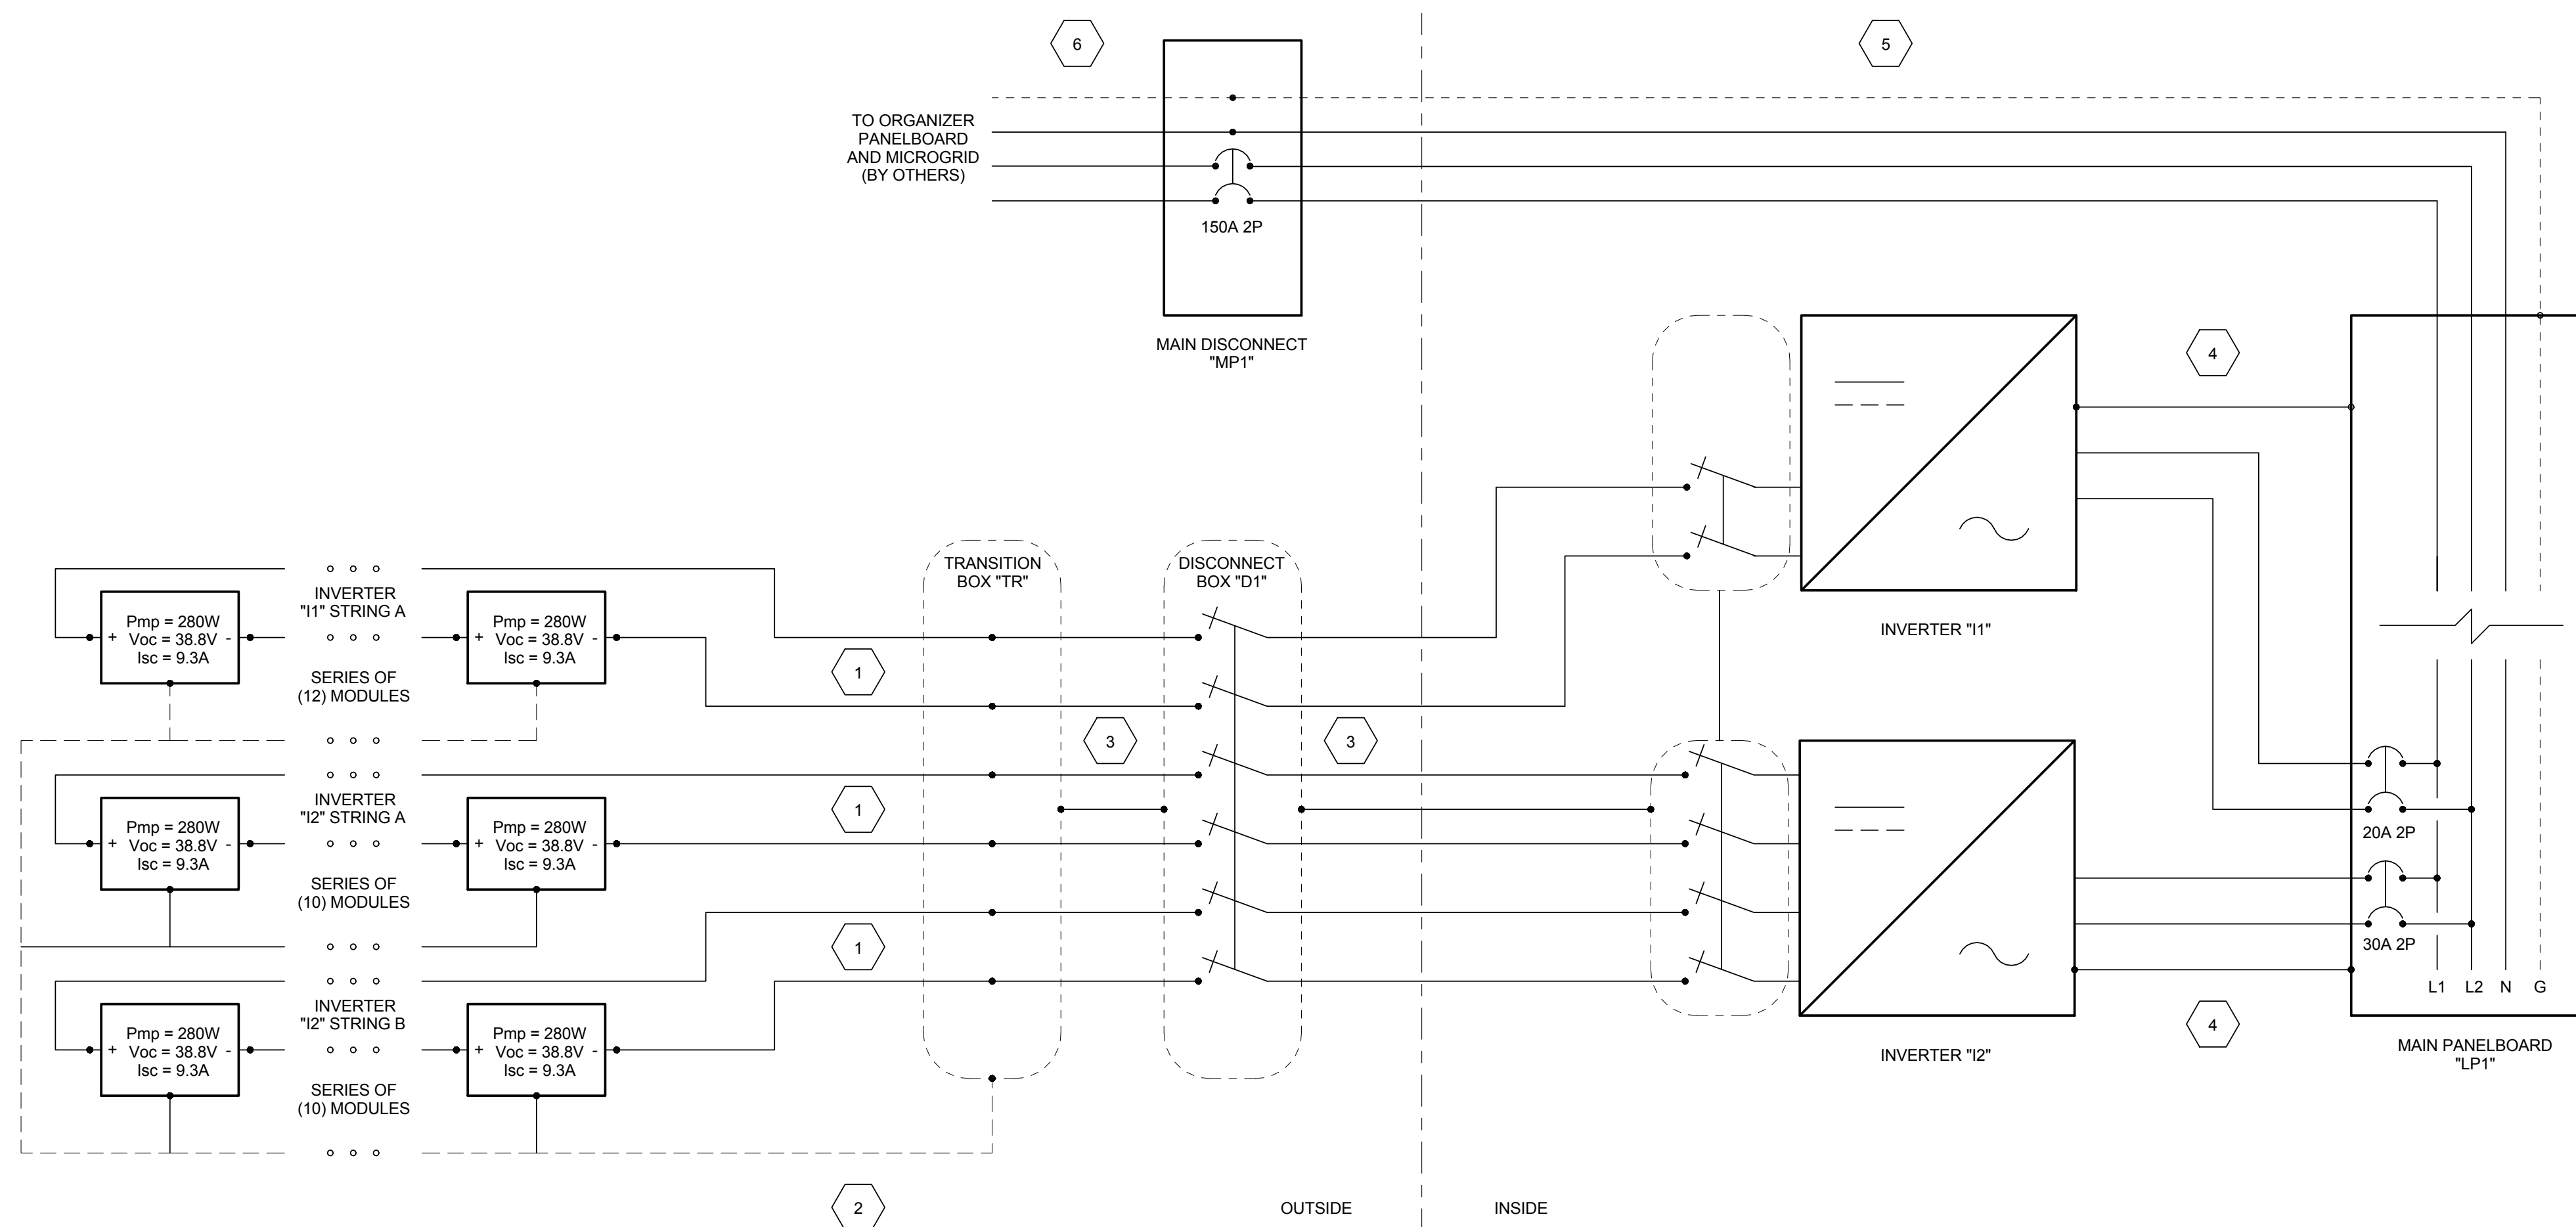 6
5
TO ORGANIZER
PANELBOARD
AND MICROGRID
(BY OTHERS)
150A 2P
MAIN DISCONNECT
"MP1"
4
INVERTER "I1"
TRANSITION
BOX "TR"
DISCONNECT
BOX "D1"
INVERTER
"I1" STRING A
+ Pmp = 280W
Voc = 38.8V -
Isc = 9.3A
+ Pmp = 280W
Voc = 38.8V -
Isc = 9.3A
SERIES OF
(12) MODULES
1
3
3
INVERTER
"I2" STRING A
+ Pmp = 280W
Voc = 38.8V -
Isc = 9.3A
+ Pmp = 280W
Voc = 38.8V -
Isc = 9.3A
SERIES OF
(10) MODULES
1
20A 2P
30A 2P
1
INVERTER
"I2" STRING B
+ Pmp = 280W
Voc = 38.8V -
Isc = 9.3A
+ Pmp = 280W
Voc = 38.8V -
Isc = 9.3A
SERIES OF
(10) MODULES
L1 L2 N G
4
INVERTER "I2"
MAIN PANELBOARD
"LP1"
2
OUTSIDE
INSIDE